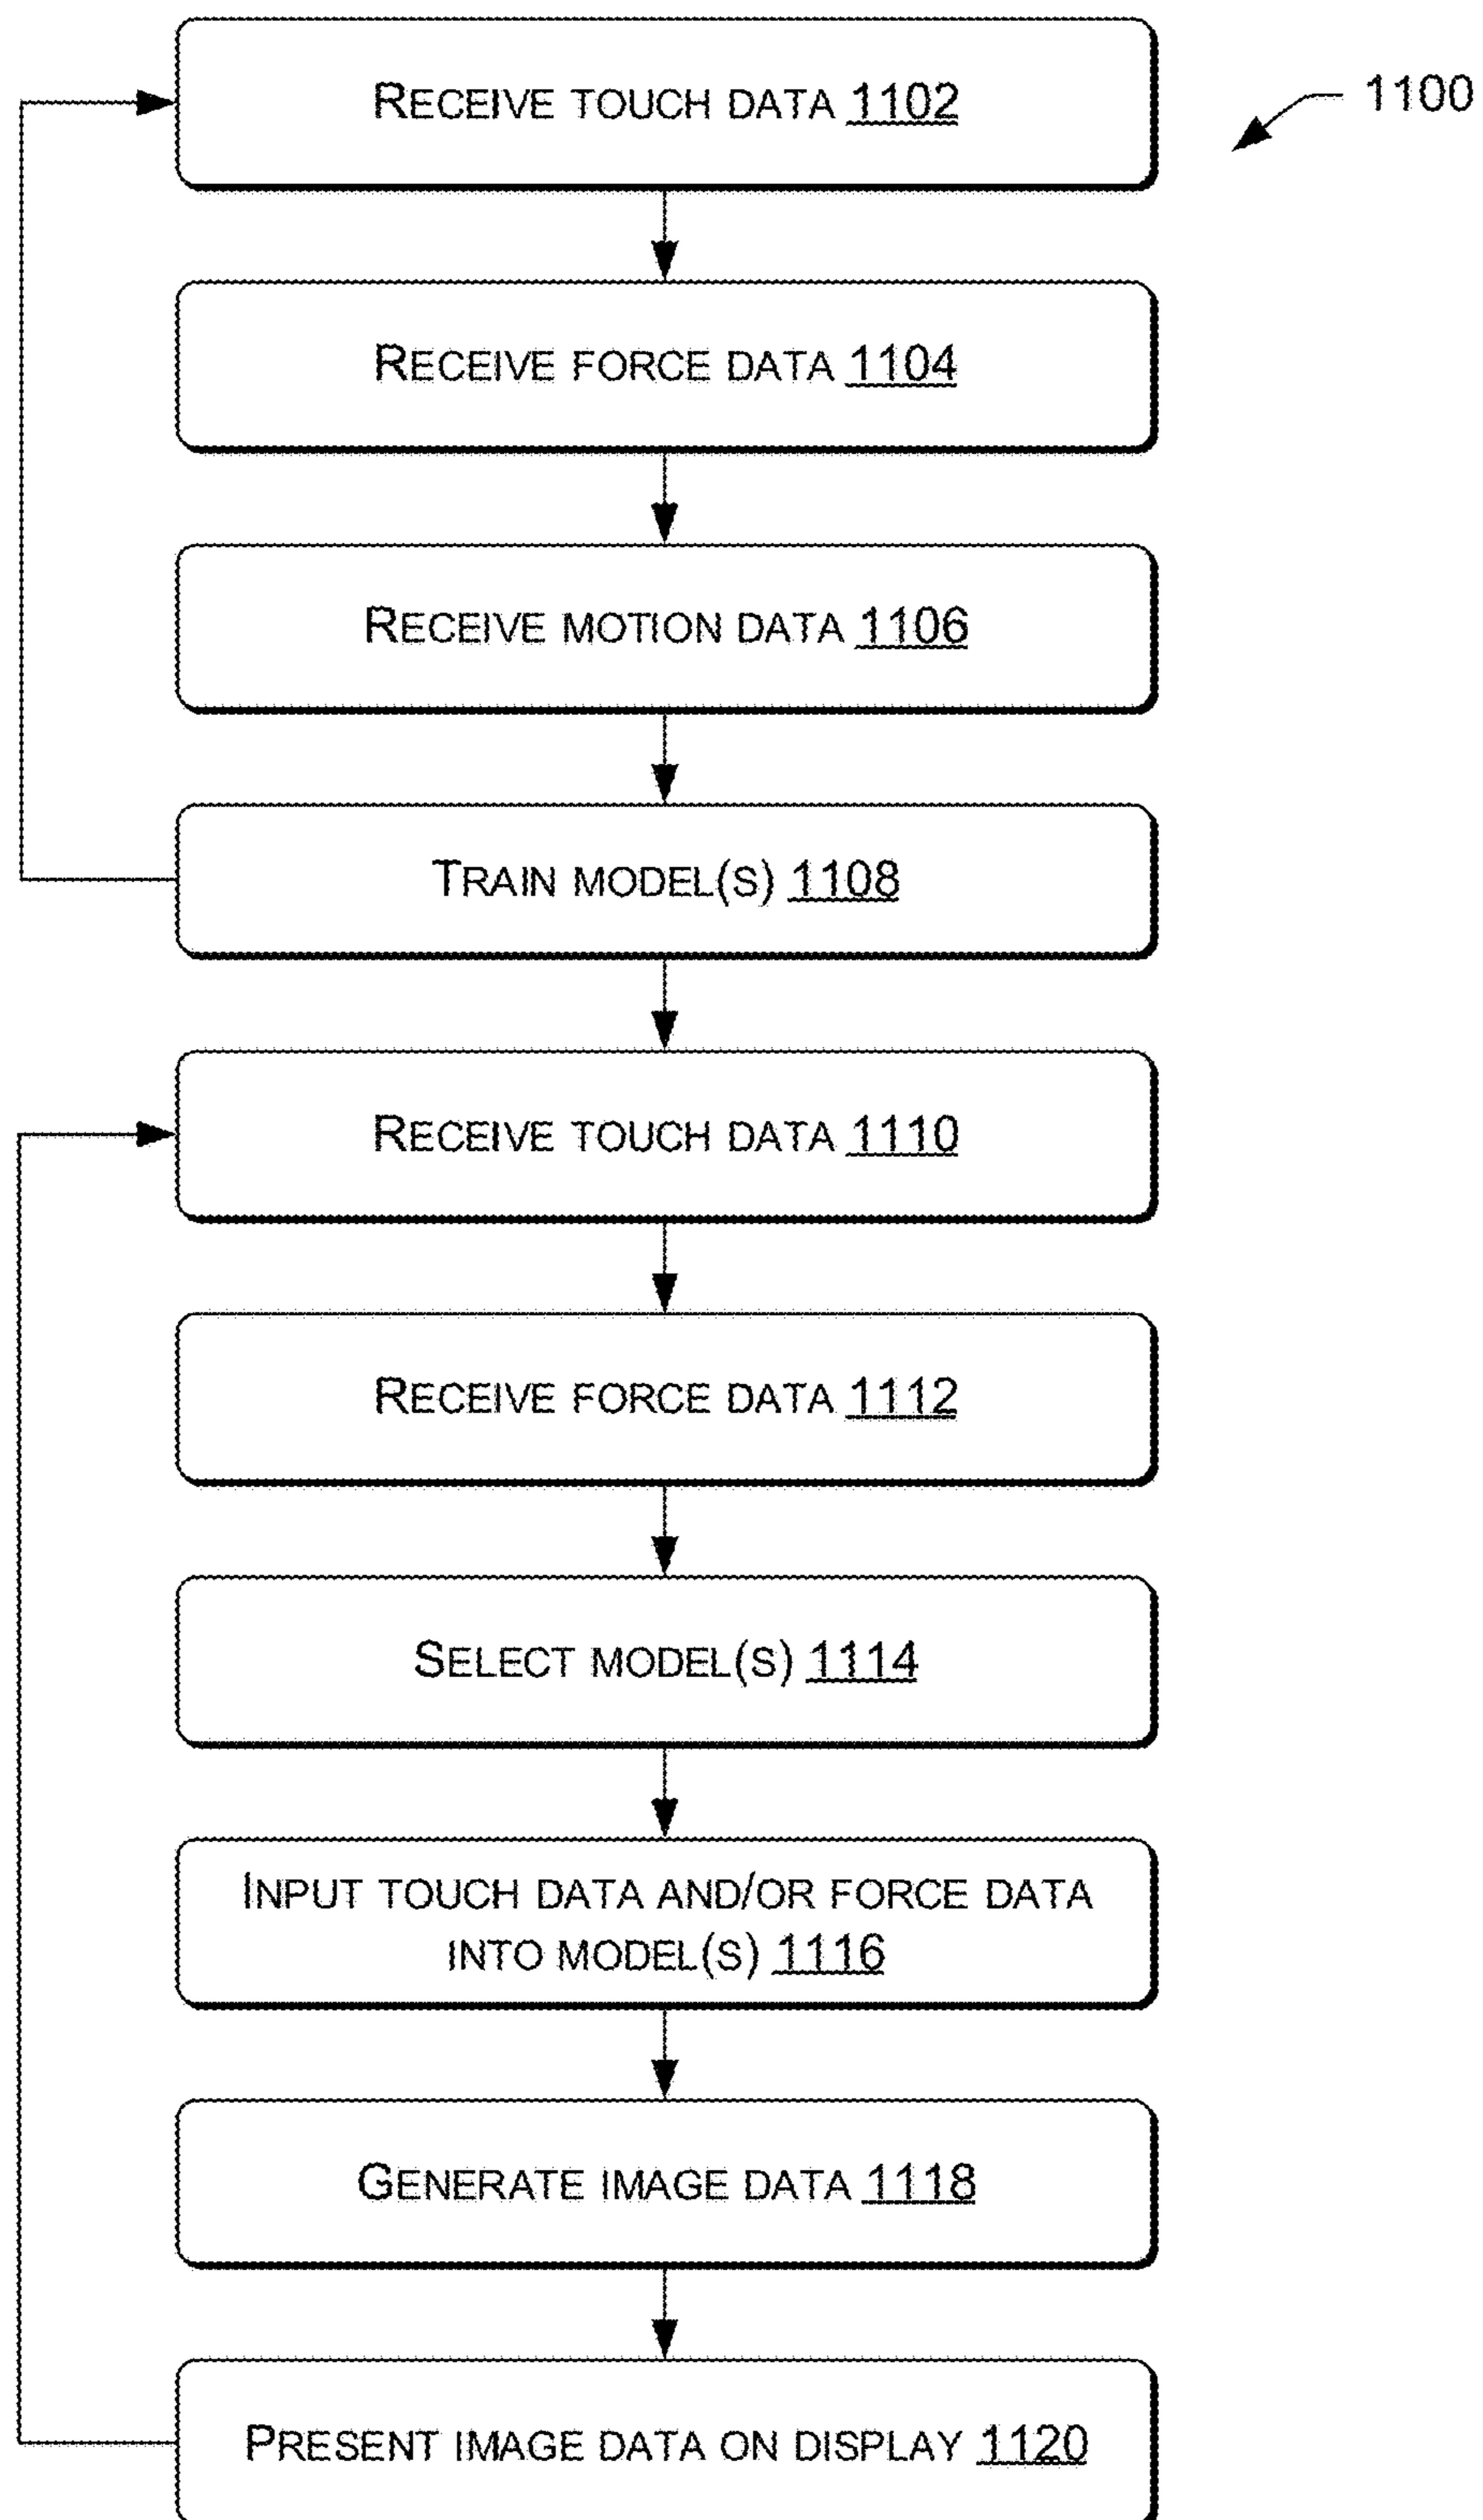 RECEIVE TOUCH DATA 1102
1100
RECEIVE FORCE DATA 1104
RECEIVE MOTION DATA 1106
TRAIN MODEL(S) 1108
RECEIVE TOUCH DATA 1110
RECEIVE FORCE DATA 1112
SELECT MODEL(S) 1114
INPUT TOUCH DATA AND/OR FORCE DATA
INTO MODEL(S) 1116
GENERATE IMAGE DATA 1118
PRESENT IMAGE DATA ON DISPLAY 1120